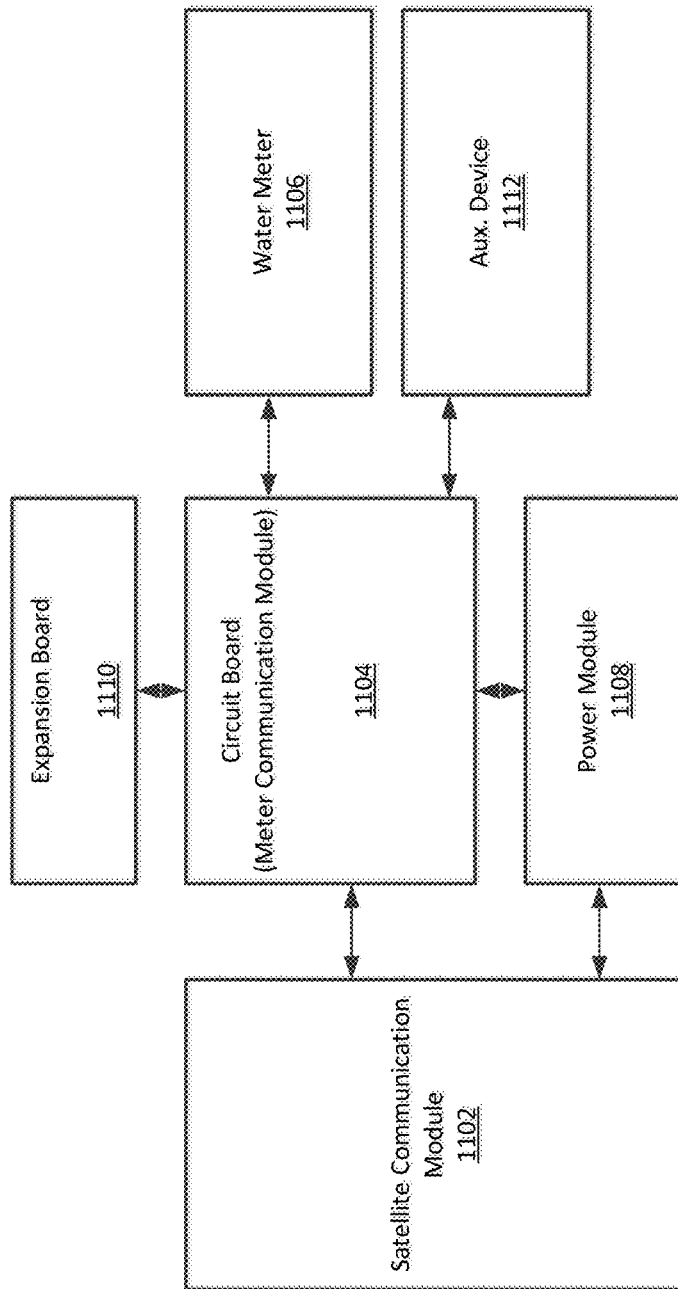 Expansion Board
1110
Circuit Board
(Meter Communication Module)
1104
Water Meter
1106
Aux. Device
1112
Power Module
1108
Satellite Communication
Module
1102